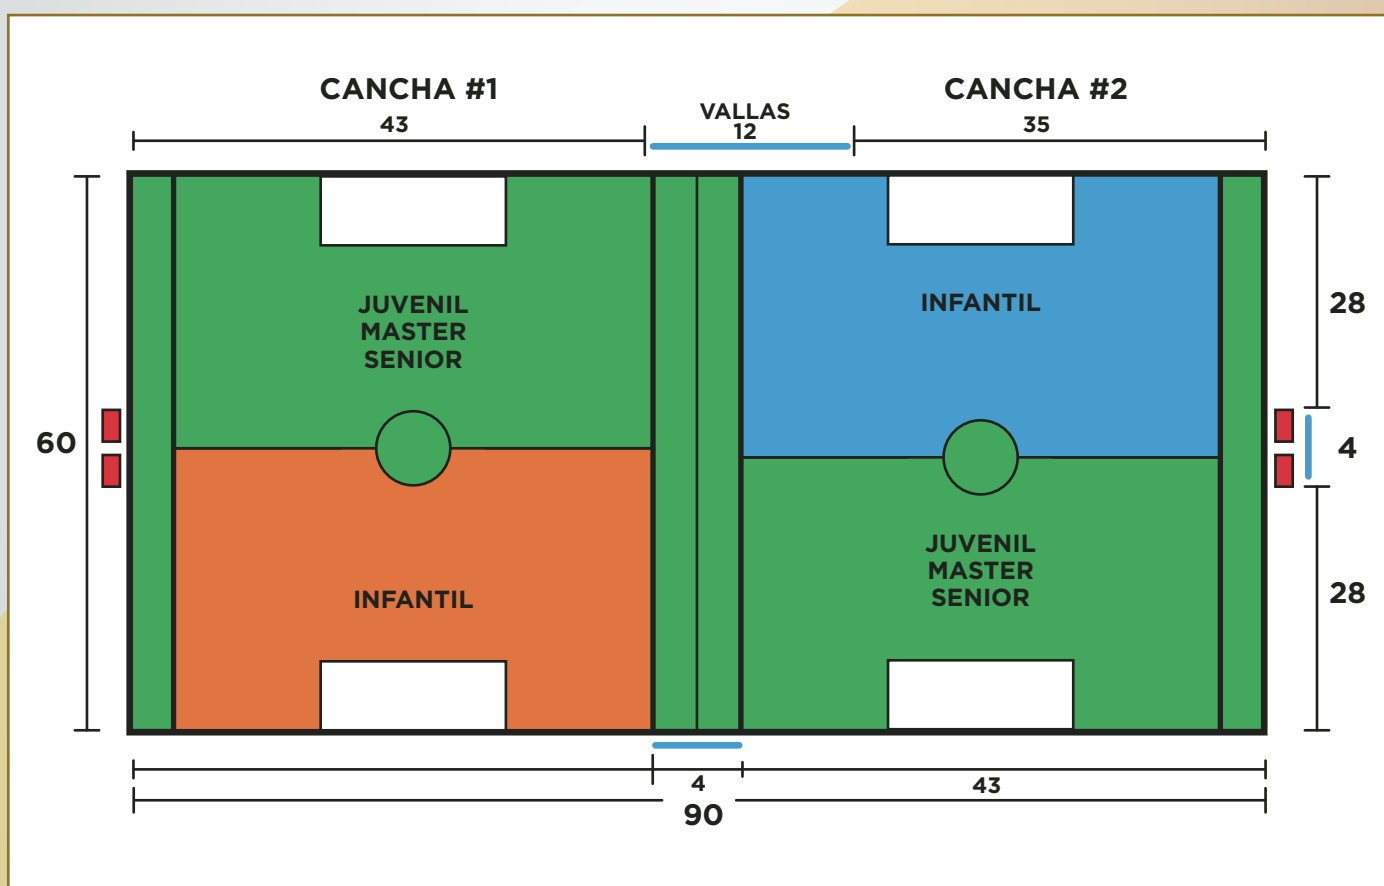 CANCHA #1
CANCHA #2
43
VALLAS
12
35
JUVENIL
MASTER
SENIOR
INFANTIL
28
60
4
INFANTIL
JUVENIL
MASTER
SENIOR
28
4
43
90